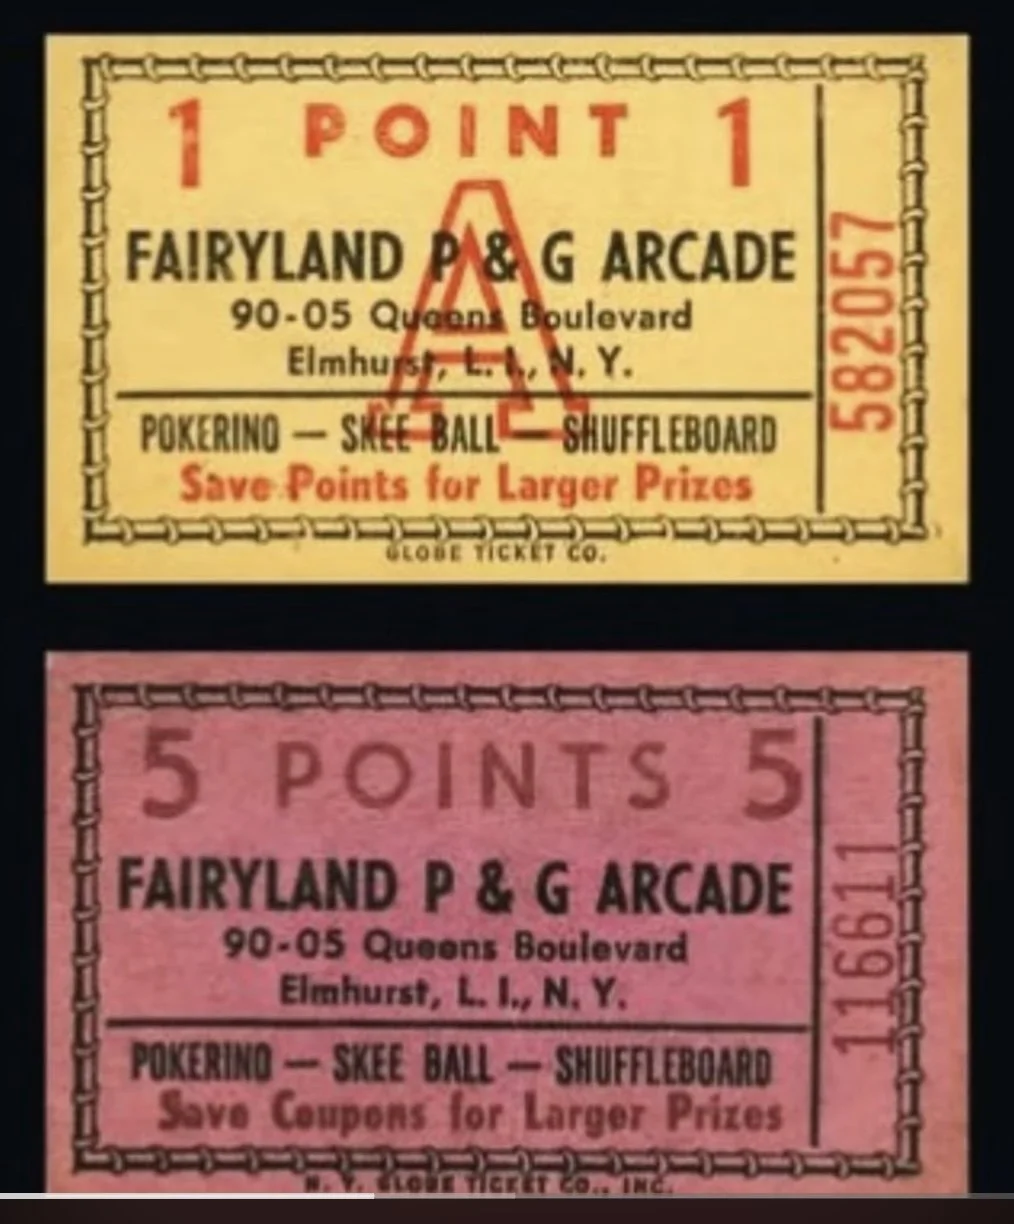 1 POINT 1
A
FAIRYLAND P & G ARCADE
90-05 Queens Boulevard
Elmhurst, L. I., N. Y.
POKERINO — SKEE BALL — SHUFFLEBOARD
Save Points for Larger Prizes
582057
GLOBE TICKET CO.
5 POINTS 5
FAIRYLAND P & G ARCADE
90-05 Queens Boulevard
Elmhurst, L. I., N. Y.
POKERINO — SKEE BALL — SHUFFLEBOARD
Save Coupons for Larger Prizes
116611
N. Y. GLOBE TICKET CO., INC.